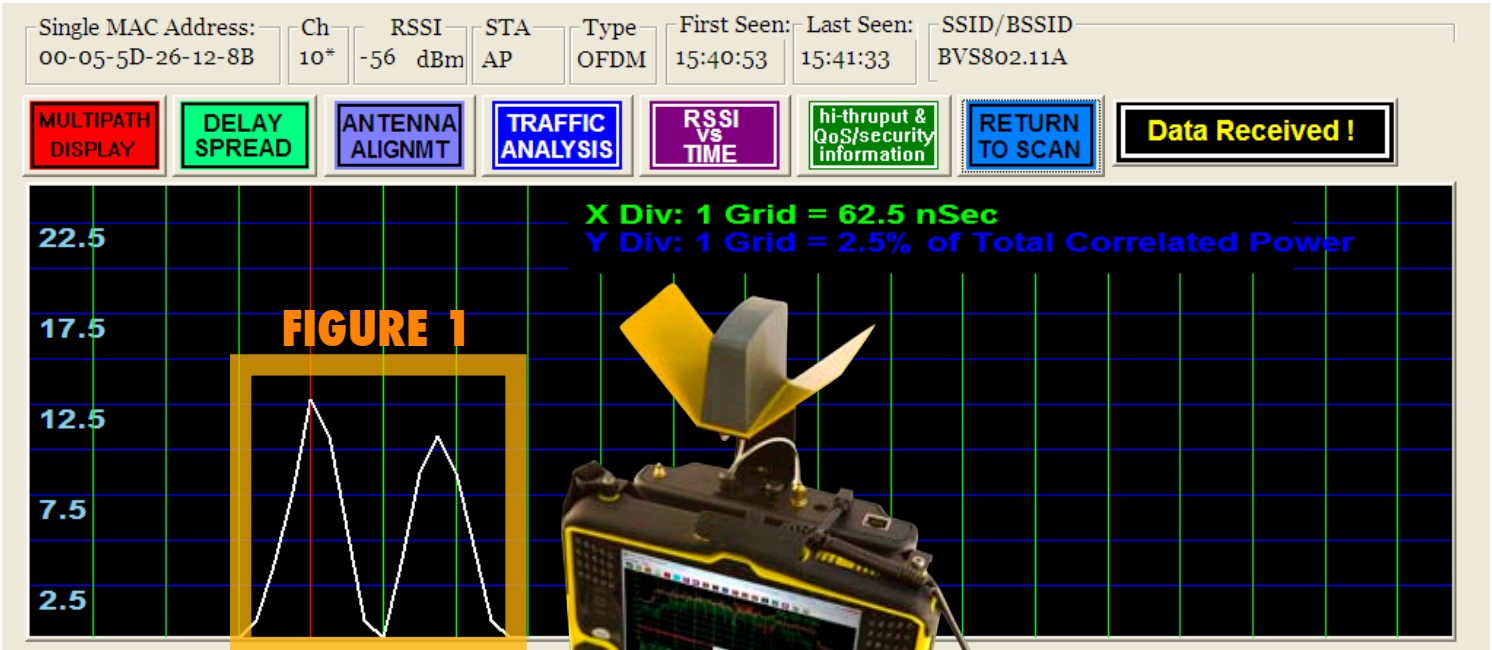 Single MAC Address: Ch RSSI STA Type First Seen: Last Seen: SSID/BSSID
00-05-5D-26-12-8B 10* -56 dBm AP OFDM 15:40:53 15:41:33 BVS802.11A
MULTIPATH
DISPLAY
DELAY
SPREAD
ANTENNA
ALIGNMT
TRAFFIC
ANALYSIS
RSSI
VS
TIME
hi-thruput &
QoS/security
information
RETURN
TO SCAN
Data Received !
X Div: 1 Grid = 62.5 nSec
Y Div: 1 Grid = 2.5% of Total Correlated Power
22.5
17.5
FIGURE 1
12.5
7.5
2.5